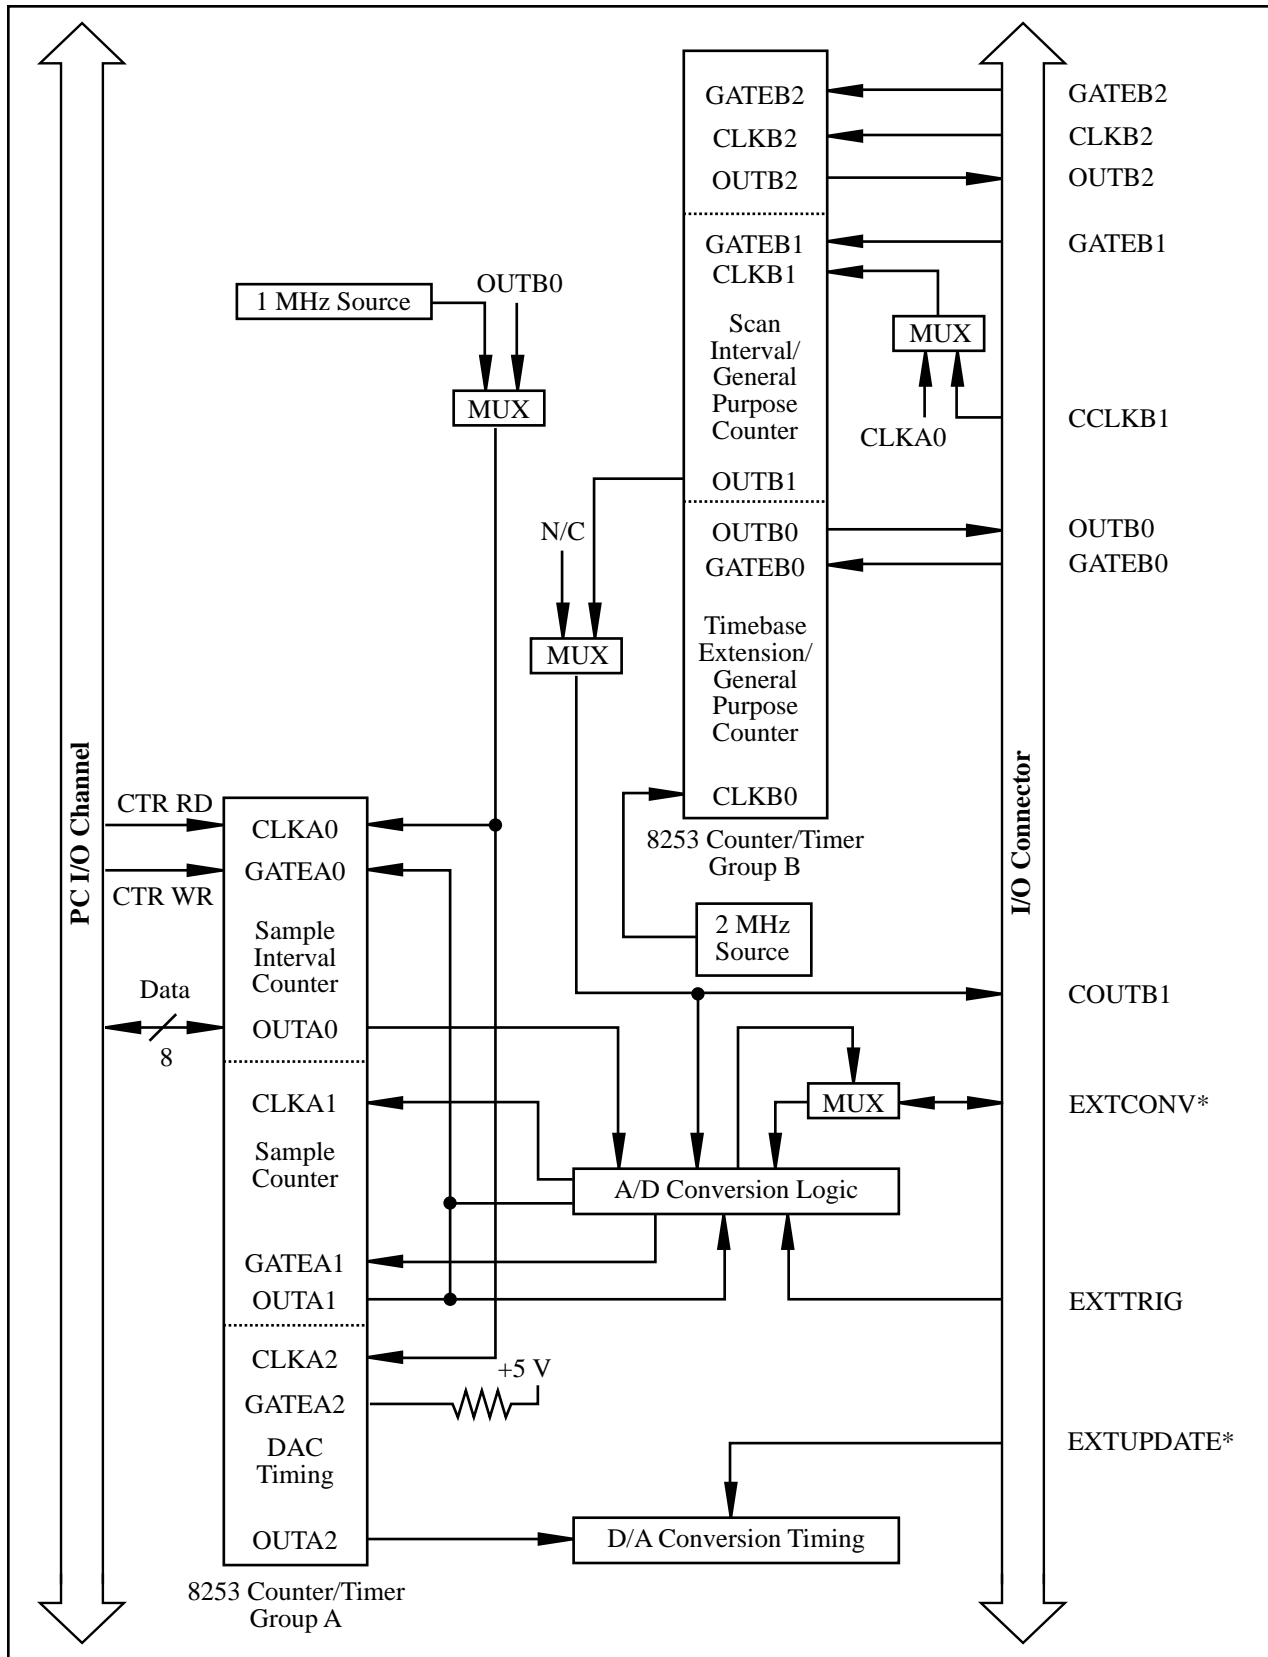 GATEB2
CLKB2
OUTB2
GATEB1
CLKB1
Scan
Interval/
General
Purpose
Counter
OUTB1
OUTB0
GATEB0
Timebase
Extension/
General
Purpose
Counter
CLKB0
8253 Counter/Timer
Group B
2 MHz
Source
GATEB2
CLKB2
OUTB2
GATEB1
MUX
CLKA0
CCLKB1
OUTB0
GATEB0
COUTB1
EXTCONV*
EXTTRIG
EXTUPDATE*
I/O Connector
1 MHz Source
OUTB0
MUX
N/C
MUX
PC I/O Channel
CTR RD
CTR WR
Data
8
CLKA0
GATEA0
Sample
Interval
Counter
OUTA0
CLKA1
Sample
Counter
GATEA1
OUTA1
CLKA2
GATEA2
DAC
Timing
OUTA2
8253 Counter/Timer
Group A
MUX
A/D Conversion Logic
+5 V
D/A Conversion Timing